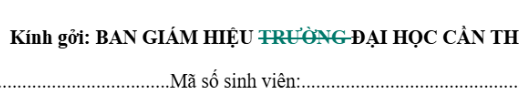 Kính gởi: BAN GIÁM HIỆU TRƯỜNG ĐẠI HỌC CẦN TH
....................................Mã số sinh viên:...............................................